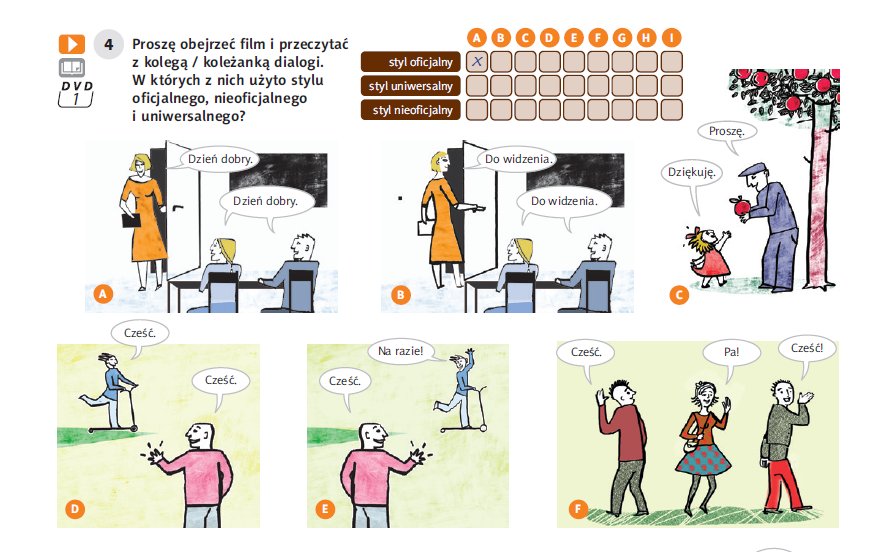 4
Proszę obejrzeć film i przeczytać
z kolegą / koleżanką dialogi.
W których z nich użyto stylu
oficjalnego, nieoficjalnego
i uniwersalnego?
DVD
1
A B C D E F G H I
styl oficjalny X
styl uniwersalny
styl nieoficjalny
Dzień dobry.
Dzień dobry.
A
Do widzenia.
Do widzenia.
B
Proszę.
Dziękuję.
C
Cześć.
Cześć.
D
Na razie!
Cześć.
E
Cześć.
Pa!
Cześć!
F